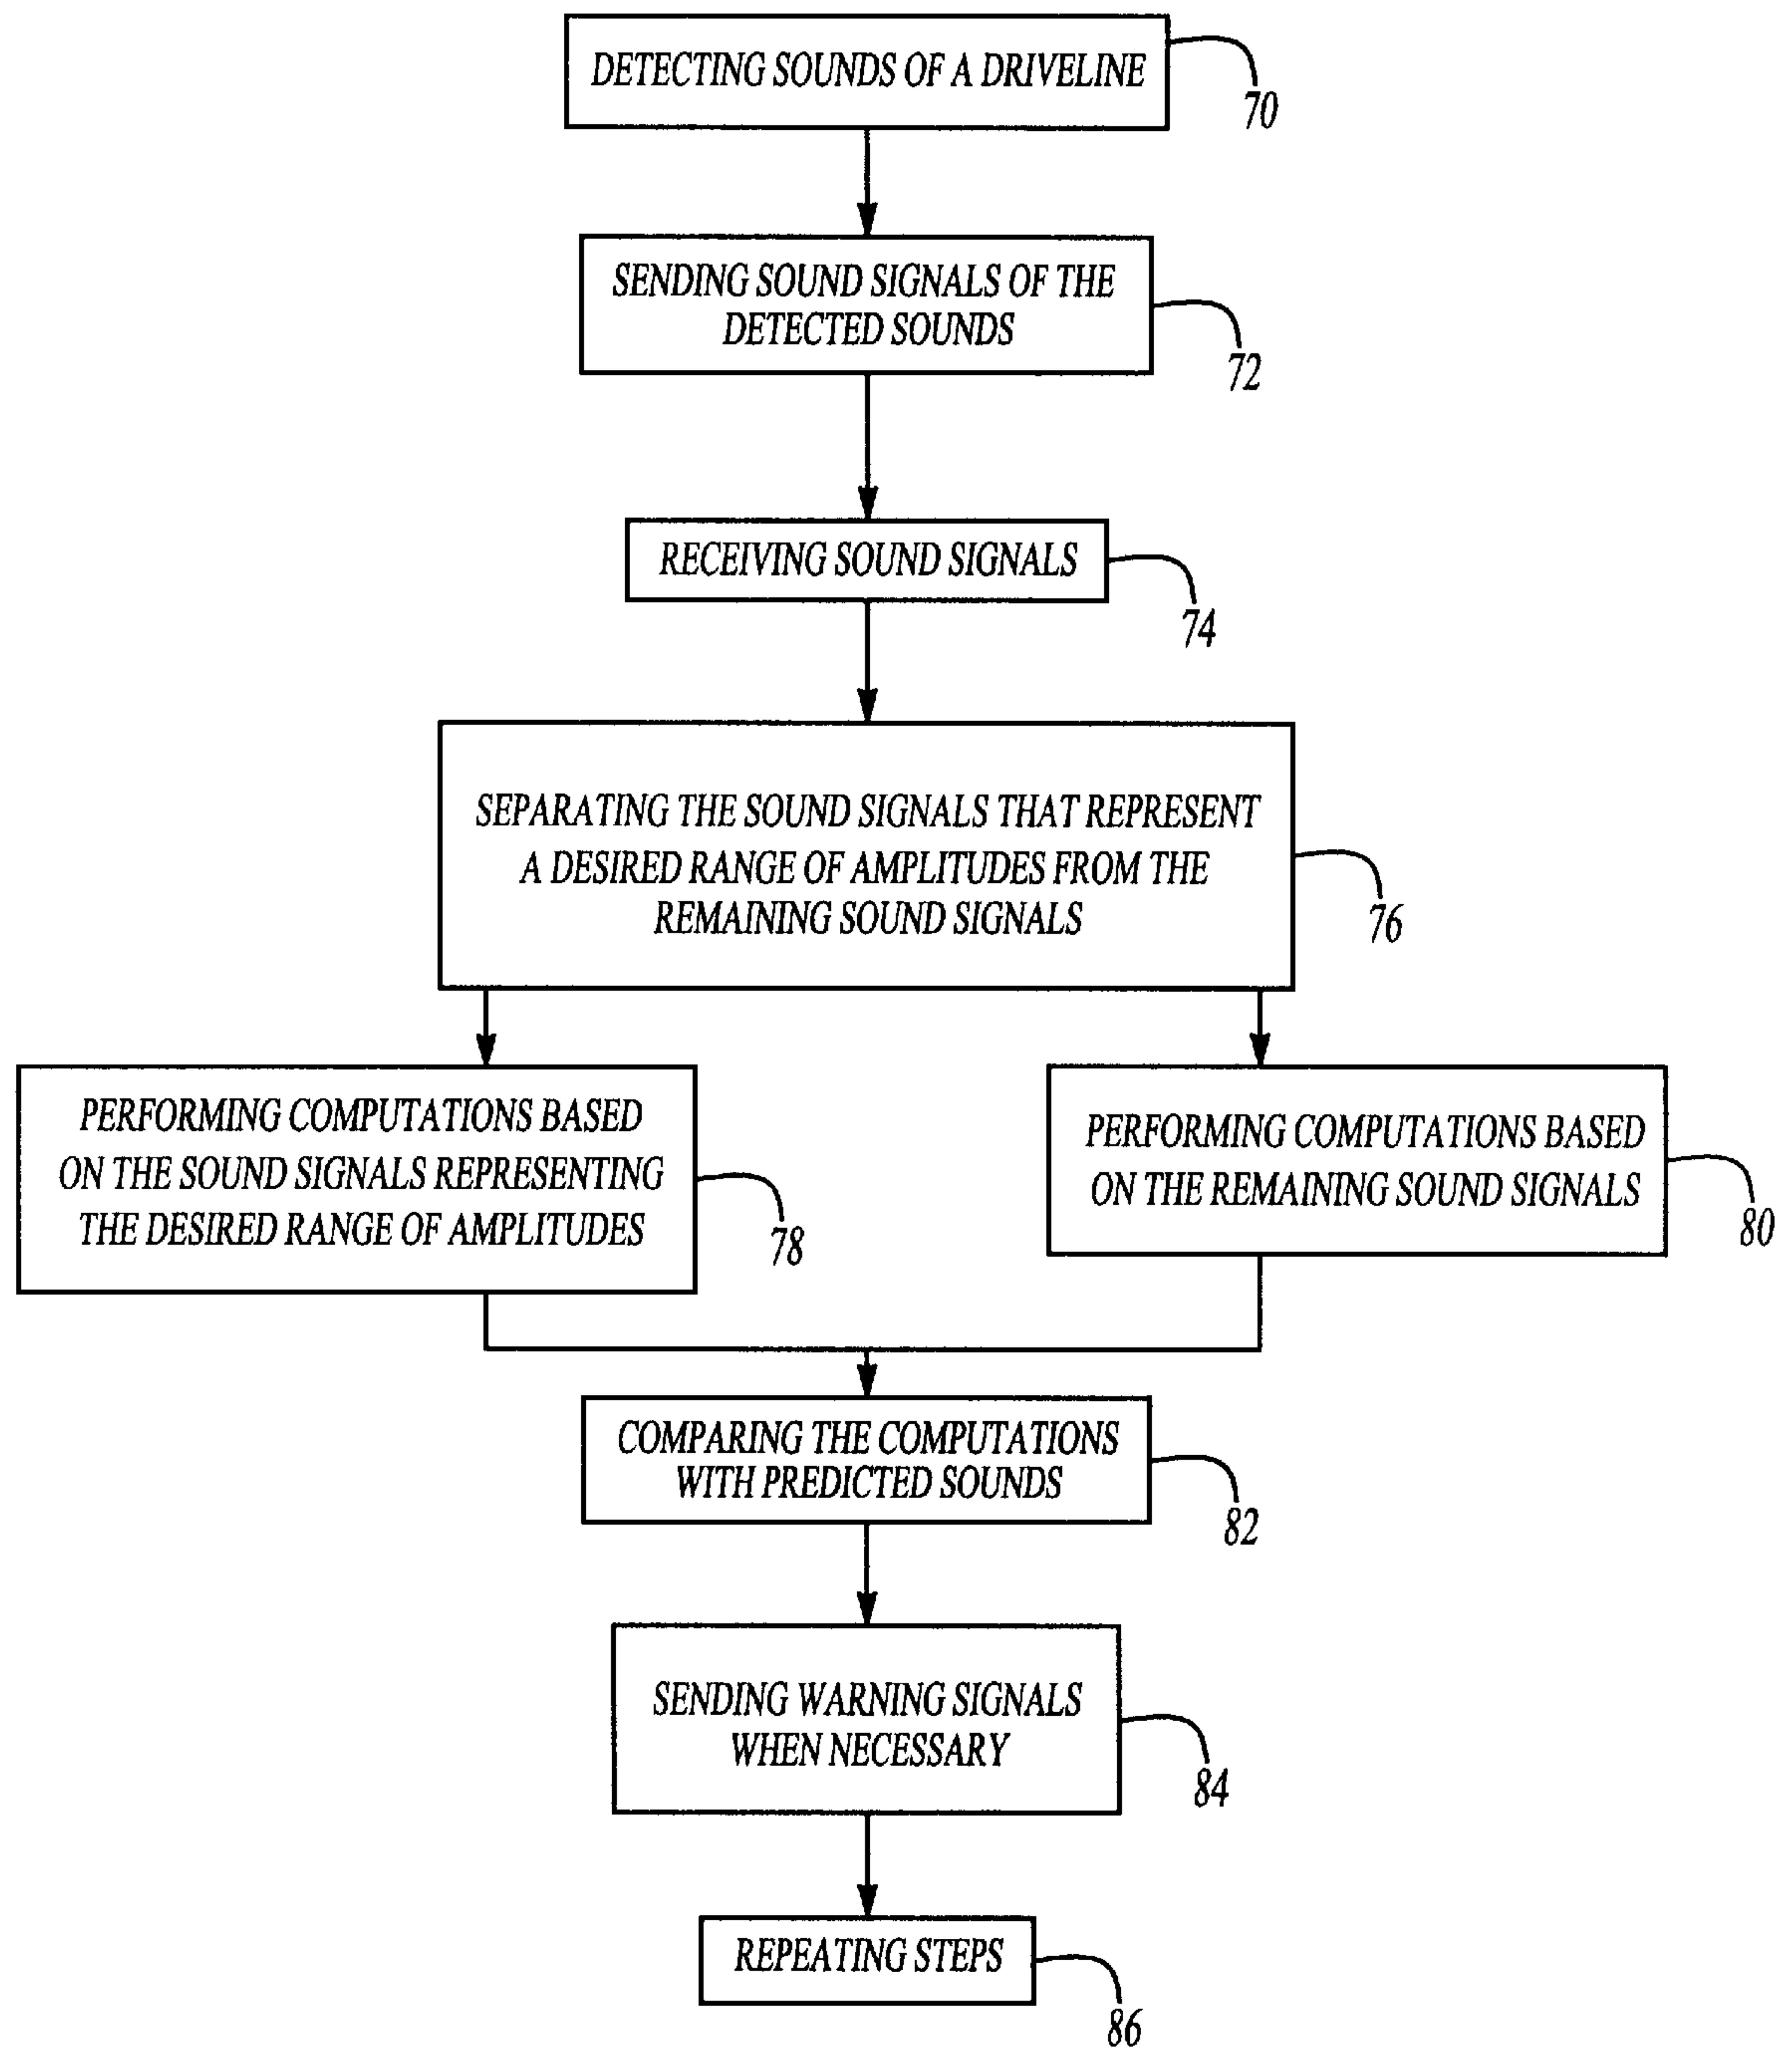 DETECTING SOUNDS OF A DRIVELINE
70
SENDING SOUND SIGNALS OF THE
DETECTED SOUNDS
72
RECEIVING SOUND SIGNALS
74
SEPARATING THE SOUND SIGNALS THAT REPRESENT
A DESIRED RANGE OF AMPLITUDES FROM THE
REMAINING SOUND SIGNALS
76
PERFORMING COMPUTATIONS BASED
ON THE SOUND SIGNALS REPRESENTING
THE DESIRED RANGE OF AMPLITUDES
78
PERFORMING COMPUTATIONS BASED
ON THE REMAINING SOUND SIGNALS
80
COMPARING THE COMPUTATIONS
WITH PREDICTED SOUNDS
82
SENDING WARNING SIGNALS
WHEN NECESSARY
84
REPEATING STEPS
86